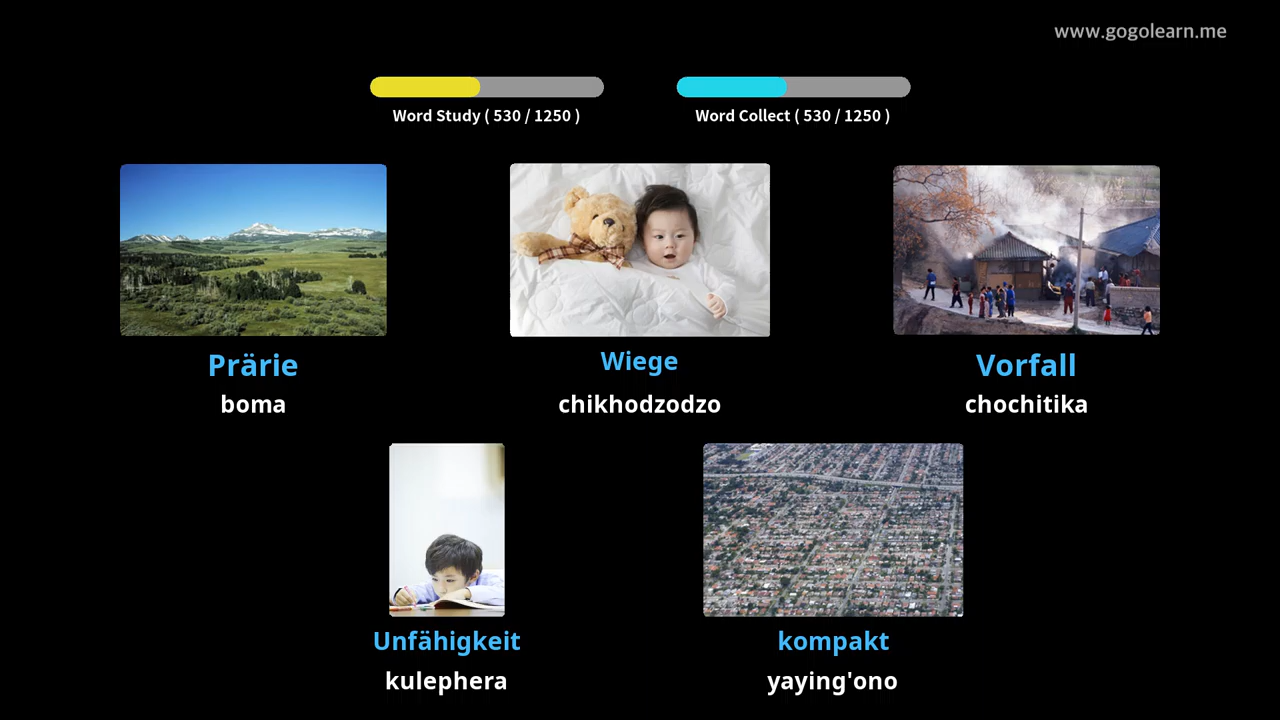 www.gogolearn.me
Word Study ( 530 / 1250 )
Word Collect ( 530 / 1250 )
Prärie
boma
Wiege
chikhodzodzo
Vorfall
chochitika
Unfähigkeit
kulephera
kompakt
yaying'ono